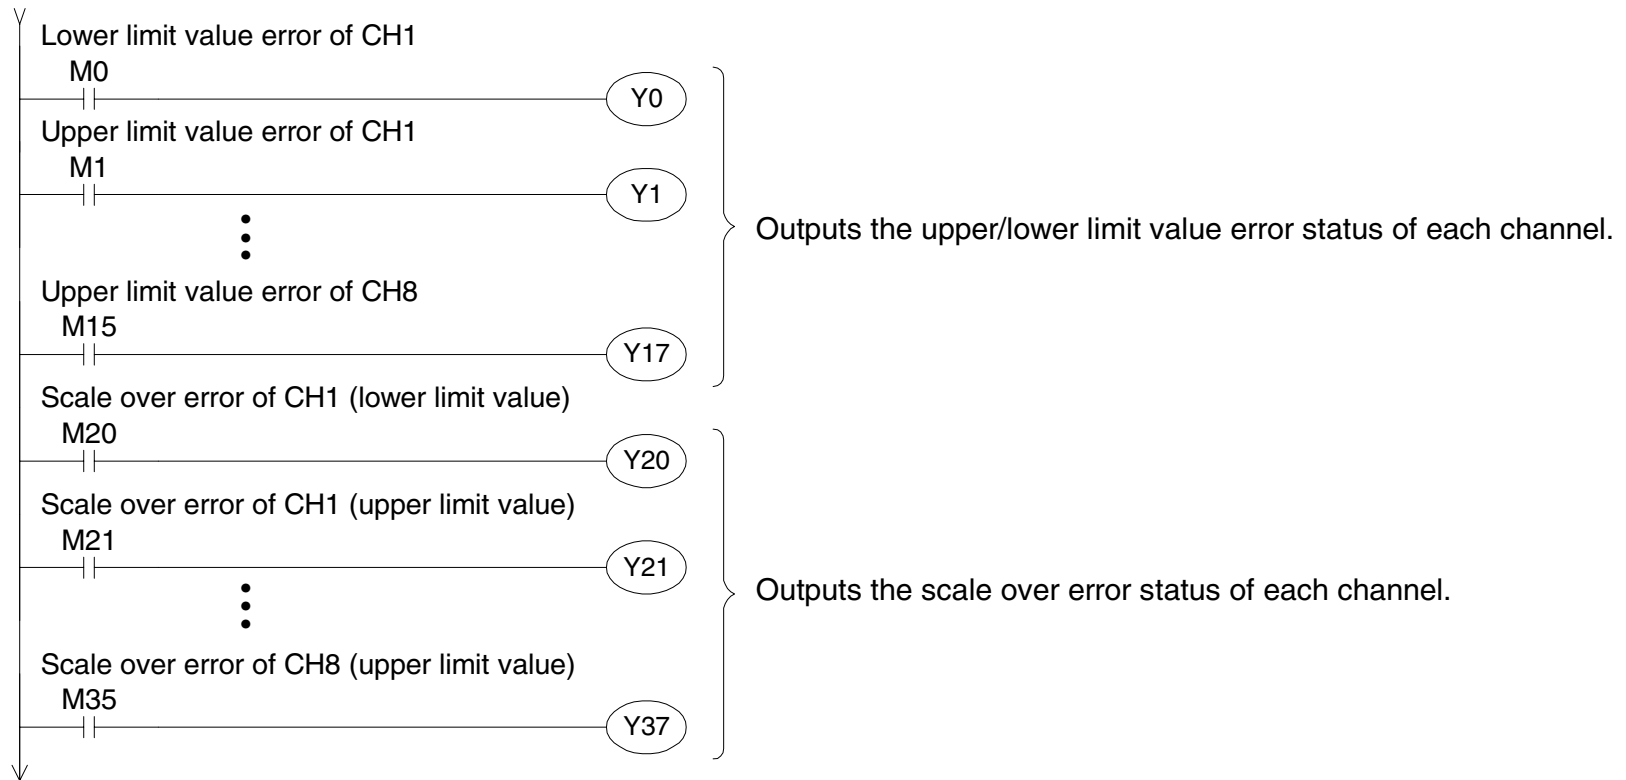 Lower limit value error of CH1
M0
Y0
Upper limit value error of CH1
M1
Y1
Outputs the upper/lower limit value error status of each channel.
Upper limit value error of CH8
M15
Y17
Scale over error of CH1 (lower limit value)
M20
Y20
Scale over error of CH1 (upper limit value)
M21
Y21
Outputs the scale over error status of each channel.
Scale over error of CH8 (upper limit value)
M35
Y37